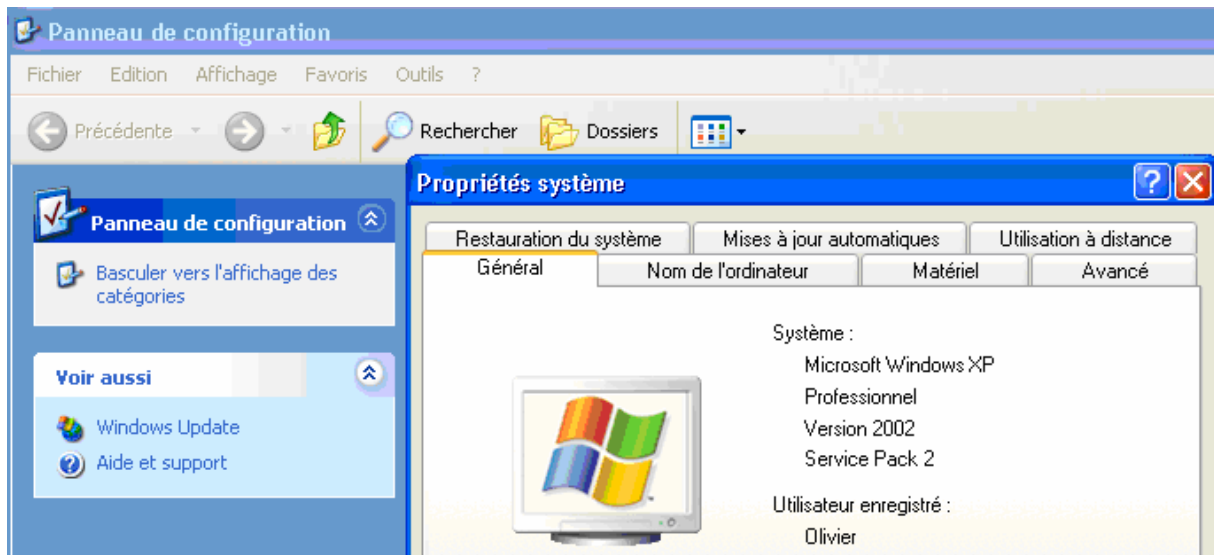 Panneau de configuration
Fichier Edition Affichage Favoris Outils ?
Précédente Rechercher Dossiers
Panneau de configuration
Basculer vers l'affichage des
catégories
Voir aussi
Windows Update
Aide et support
Propriétés système
Restauration du système Mises à jour automatiques Utilisation à distance
Général Nom de l'ordinateur Matériel Avancé
Système :
Microsoft Windows XP
Professionnel
Version 2002
Service Pack 2
Utilisateur enregistré :
Olivier